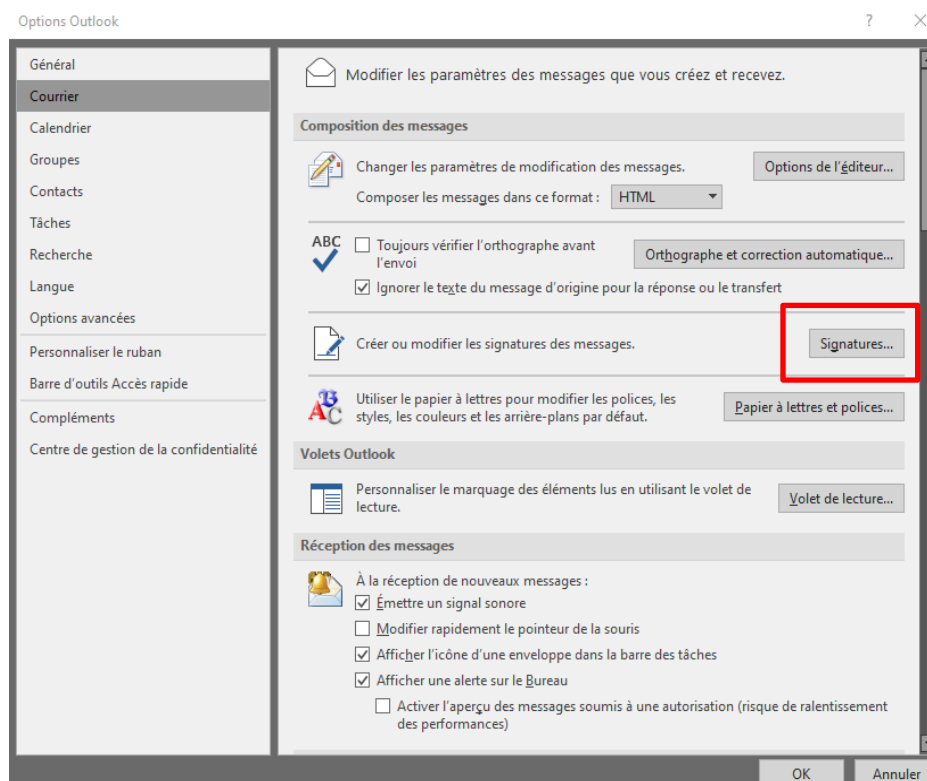 Options Outlook
?
Général
Courrier
Calendrier
Groupes
Contacts
Tâches
Recherche
Langue
Options avancées
Personnaliser le ruban
Barre d'outils Accès rapide
Compléments
Centre de gestion de la confidentialité
Modifier les paramètres des messages que vous créez et recevez.
Composition des messages
Changer les paramètres de modification des messages.
Options de l'éditeur...
Composer les messages dans ce format :
HTML
ABC
Toujours vérifier l'orthographe avant
l'envoi
Orthographe et correction automatique...
Ignorer le texte du message d'origine pour la réponse ou le transfert
Créer ou modifier les signatures des messages.
Signatures...
Utiliser le papier à lettres pour modifier les polices, les
styles, les couleurs et les arrière-plans par défaut.
Papier à lettres et polices...
Volets Outlook
Personnaliser le marquage des éléments lus en utilisant le volet de
lecture.
Volet de lecture...
Réception des messages
À la réception de nouveaux messages :
Émettre un signal sonore
Modifier rapidement le pointeur de la souris
Afficher l'icône d'une enveloppe dans la barre des tâches
Afficher une alerte sur le Bureau
Activer l'aperçu des messages soumis à une autorisation (risque de ralentissement
des performances)
OK
Annuler